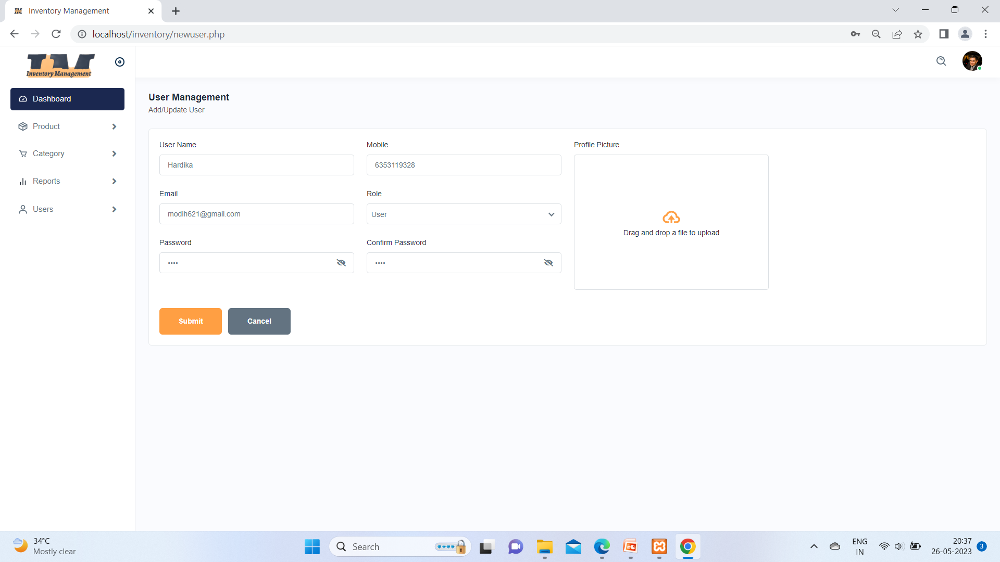 Inventory Management
localhost/inventory/newuser.php
Inventory Management
Dashboard
Product
Category
Reports
Users
User Management
Add/Update User
User Name
Mobile
Profile Picture
Hardika
6353119328
Email
Role
modih621@gmail.com
User
Drag and drop a file to upload
Password
Confirm Password
••••
••••
Submit
Cancel
34°C
Mostly clear
Search
****
ENG
IN
20:37
26-05-2023
3